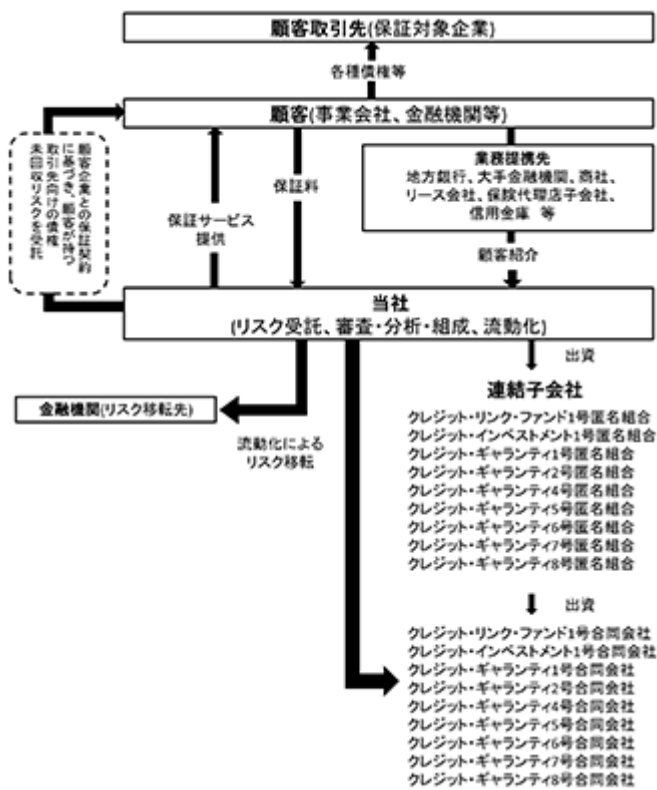 顧客取引先(保証対象企業)
各種債権等
顧客(事業会社、金融機関等)
顧客企業との保証契約
に基づき、顧客が持つ
取引先向けの債権
未回収リスクを受託
保証サービス
提供
保証料
業務提携先
地方銀行、大手金融機関、商社、
リース会社、保険代理店子会社、
信用金庫 等
顧客紹介
当社
(リスク受託、審査・分析・組成、流動化)
出資
金融機関(リスク移転先)
流動化による
リスク移転
連結子会社
クレジット・リンク・ファンド1号匿名組合
クレジット・インベストメント1号匿名組合
クレジット・ギャランティ1号匿名組合
クレジット・ギャランティ2号匿名組合
クレジット・ギャランティ4号匿名組合
クレジット・ギャランティ5号匿名組合
クレジット・ギャランティ6号匿名組合
クレジット・ギャランティ7号匿名組合
クレジット・ギャランティ8号匿名組合
出資
クレジット・リンク・ファンド1号合同会社
クレジット・インベストメント1号合同会社
クレジット・ギャランティ1号合同会社
クレジット・ギャランティ2号合同会社
クレジット・ギャランティ4号合同会社
クレジット・ギャランティ5号合同会社
クレジット・ギャランティ6号合同会社
クレジット・ギャランティ7号合同会社
クレジット・ギャランティ8号合同会社